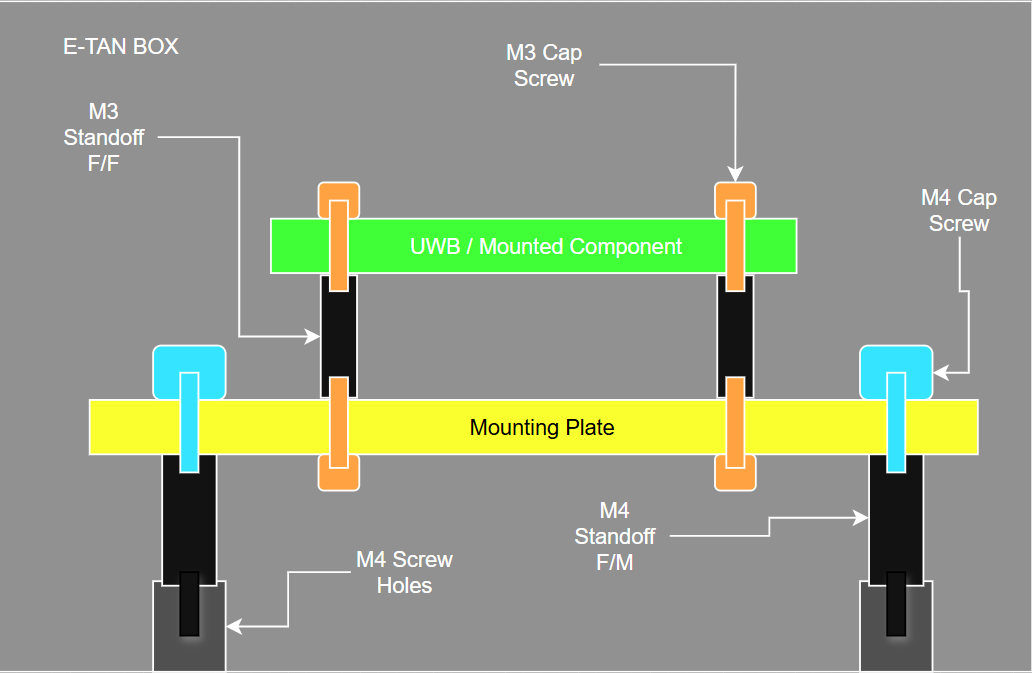 E-TAN BOX
M3 Cap
Screw
M3
Standoff
F/F
M4 Cap
Screw
UWB / Mounted Component
Mounting Plate
M4
Standoff
F/M
M4 Screw
Holes